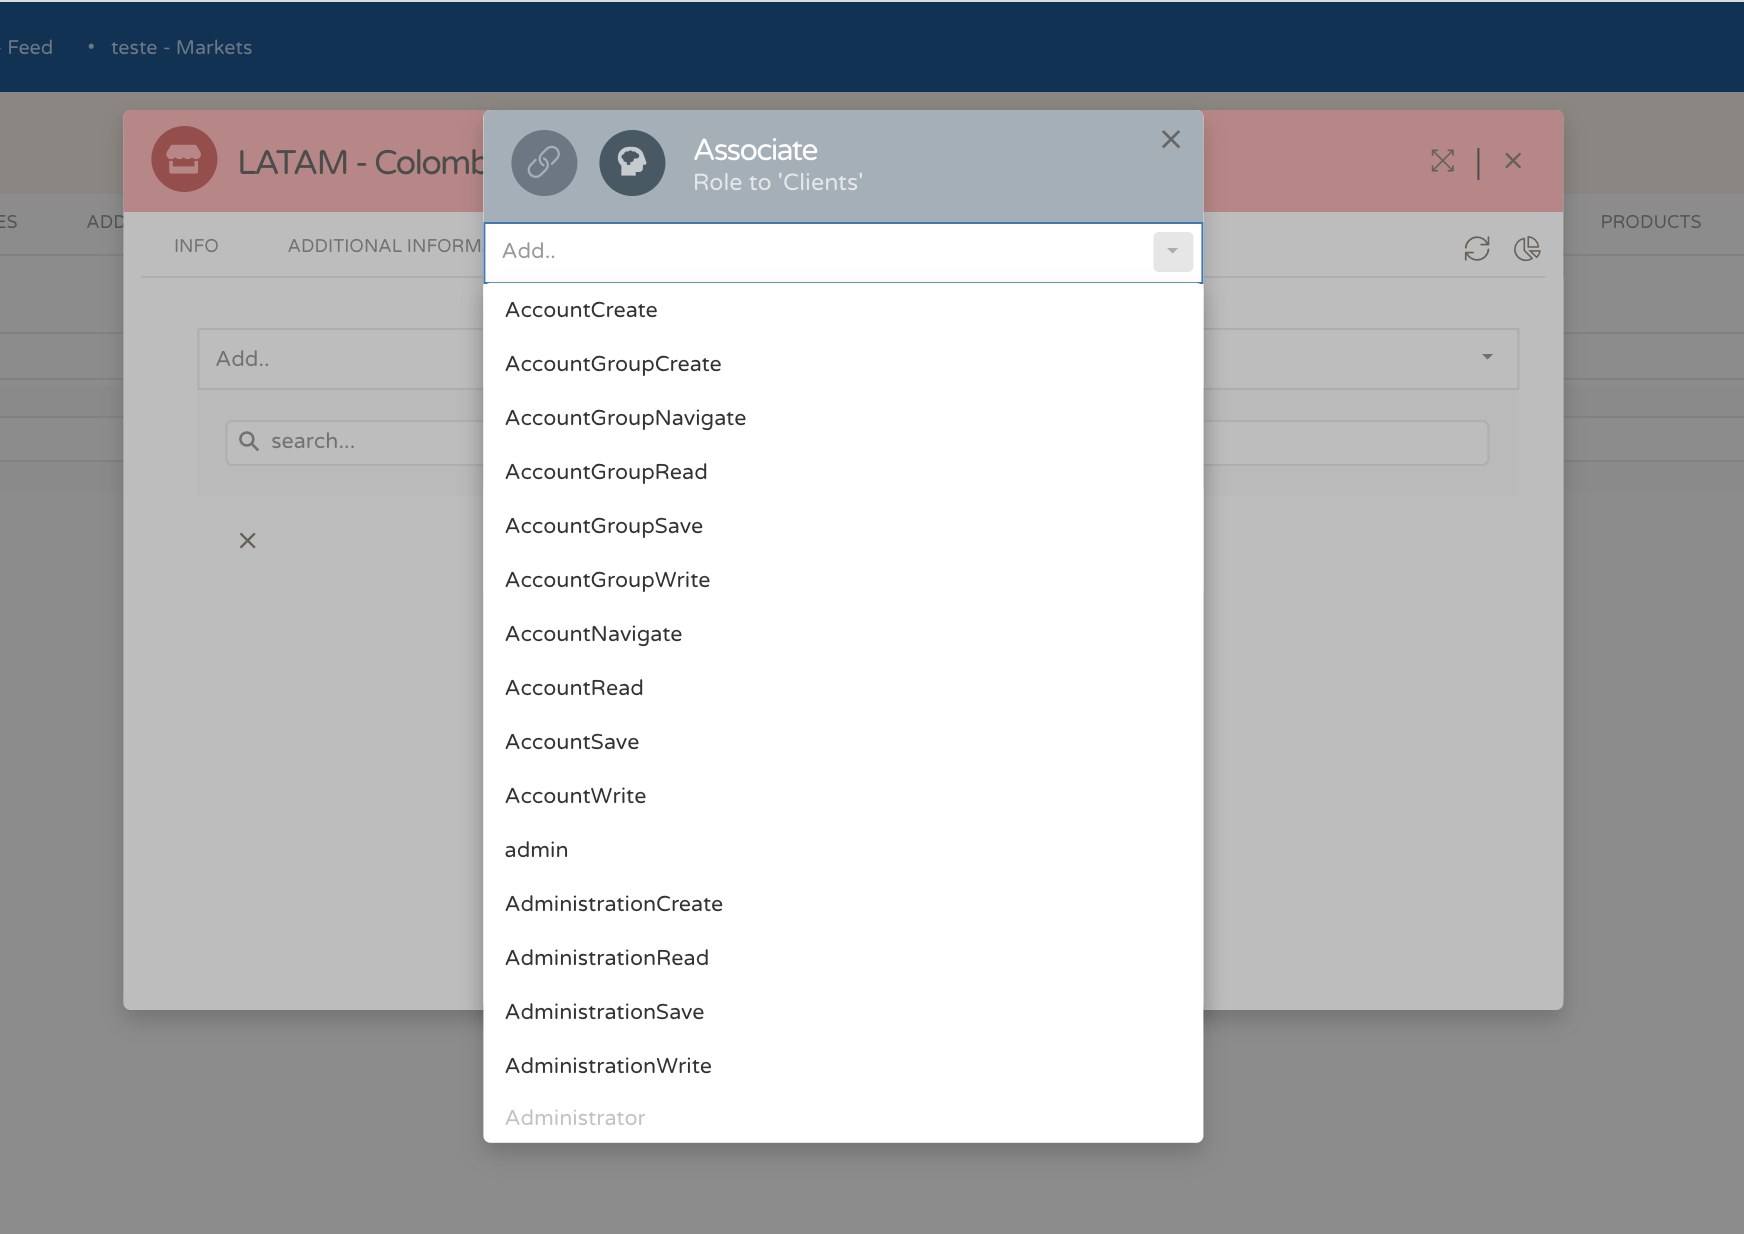 Feed • teste - Markets
LATAM - Colomb
Associate
Role to 'Clients'
ES
ADD
PRODUCTS
INFO
ADDITIONAL INFORM
Add..
Add..
search...
AccountCreate
AccountGroupCreate
AccountGroupNavigate
AccountGroupRead
AccountGroupSave
AccountGroupWrite
AccountNavigate
AccountRead
AccountSave
AccountWrite
admin
AdministrationCreate
AdministrationRead
AdministrationSave
AdministrationWrite
Administrator